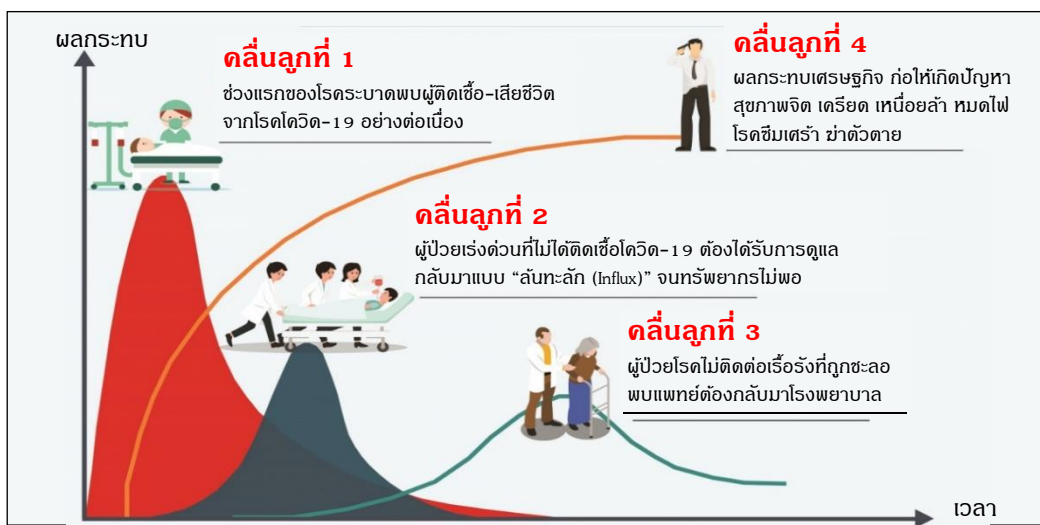 ผลกระทบ
คลื่นลูกที่ 1
ช่วงแรกของโรคระบาดพบผู้ติดเชื้อ-เสียชีวิต
จากโรคโควิด-19 อย่างต่อเนื่อง
คลื่นลูกที่ 4
ผลกระทบเศรษฐกิจ ก่อให้เกิดปัญหา
สุขภาพจิต เครียด เหนื่อยล้า หมดไฟ
โรคซึมเศร้า ฆ่าตัวตาย
คลื่นลูกที่ 2
ผู้ป่วยเร่งด่วนที่ไม่ได้ติดเชื้อโควิด-19 ต้องได้รับการดูแล
กลับมาแบบ “ล้นทะลัก (Influx)” จนทรัพยากรไม่พอ
คลื่นลูกที่ 3
ผู้ป่วยโรคไม่ติดต่อเรื้อรังที่ถูกชะลอ
พบแพทย์ต้องกลับมาโรงพยาบาล
เวลา